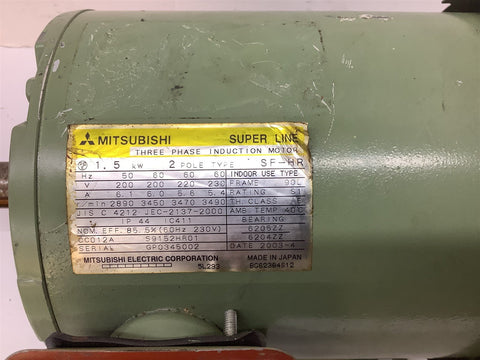 MITSUBISHI SUPER LINE
THREE PHASE INDUCTION MOTOR
1.5 kW 2 POLE TYPE SF-HR
Hz 50 60 60 60 INDOOR USE TYPE
V 200 200 220 230 FRAME 90L
A 6.1 6.0 5.6 5.4 RATING S1
r/min 2890 3450 3470 3490 THERMAL CLASS
JIS C 4212 JEC-2137-2000 AMB.TEMP 40C
IP 44 IC411 BEARING
NOM. EFF. 85.5% (60Hz 230V) 6205ZZ
CC012A S9152HR01 6204ZZ
SERIAL GP0345002 DATE 2003-4
MITSUBISHI ELECTRIC CORPORATION MADE IN JAPAN
5L293